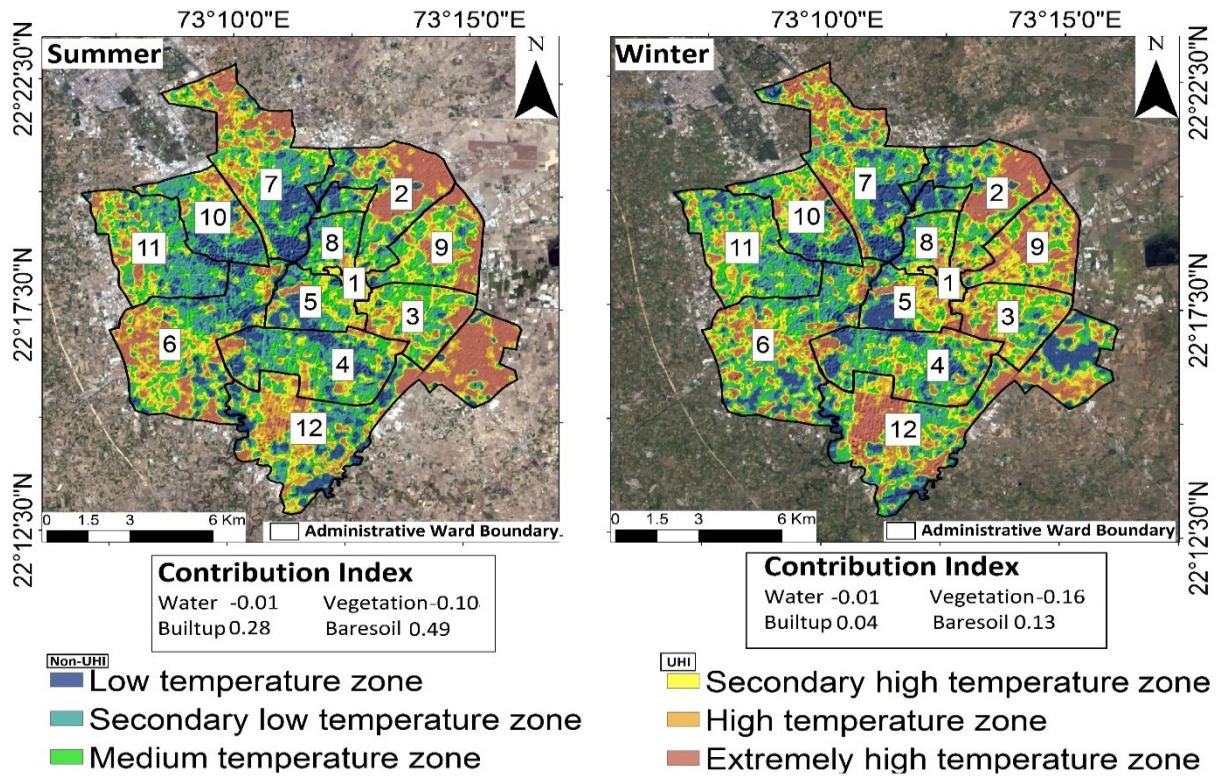 73°10'0"E 73°15'0"E 73°10'0"E 73°15'0"E
Summer
N
22°22'30"N
22°17'30"N
22°12'30"N
7
2
10
8
11
9
1
5
3
6
4
12
0 1.5 3 6 Km
Administrative Ward Boundary
Winter
N
22°22'30"N
22°17'30"N
22°12'30"N
7
2
10
8
11
9
1
5
3
6
4
12
0 1.5 3 6 Km
Administrative Ward Boundary
Contribution Index
Water -0.01 Vegetation-0.10
Builtup 0.28 Baresoil 0.49
Contribution Index
Water -0.01 Vegetation-0.16
Builtup 0.04 Baresoil 0.13
Non-UHI
Low temperature zone
Secondary low temperature zone
Medium temperature zone
UHI
Secondary high temperature zone
High temperature zone
Extremely high temperature zone